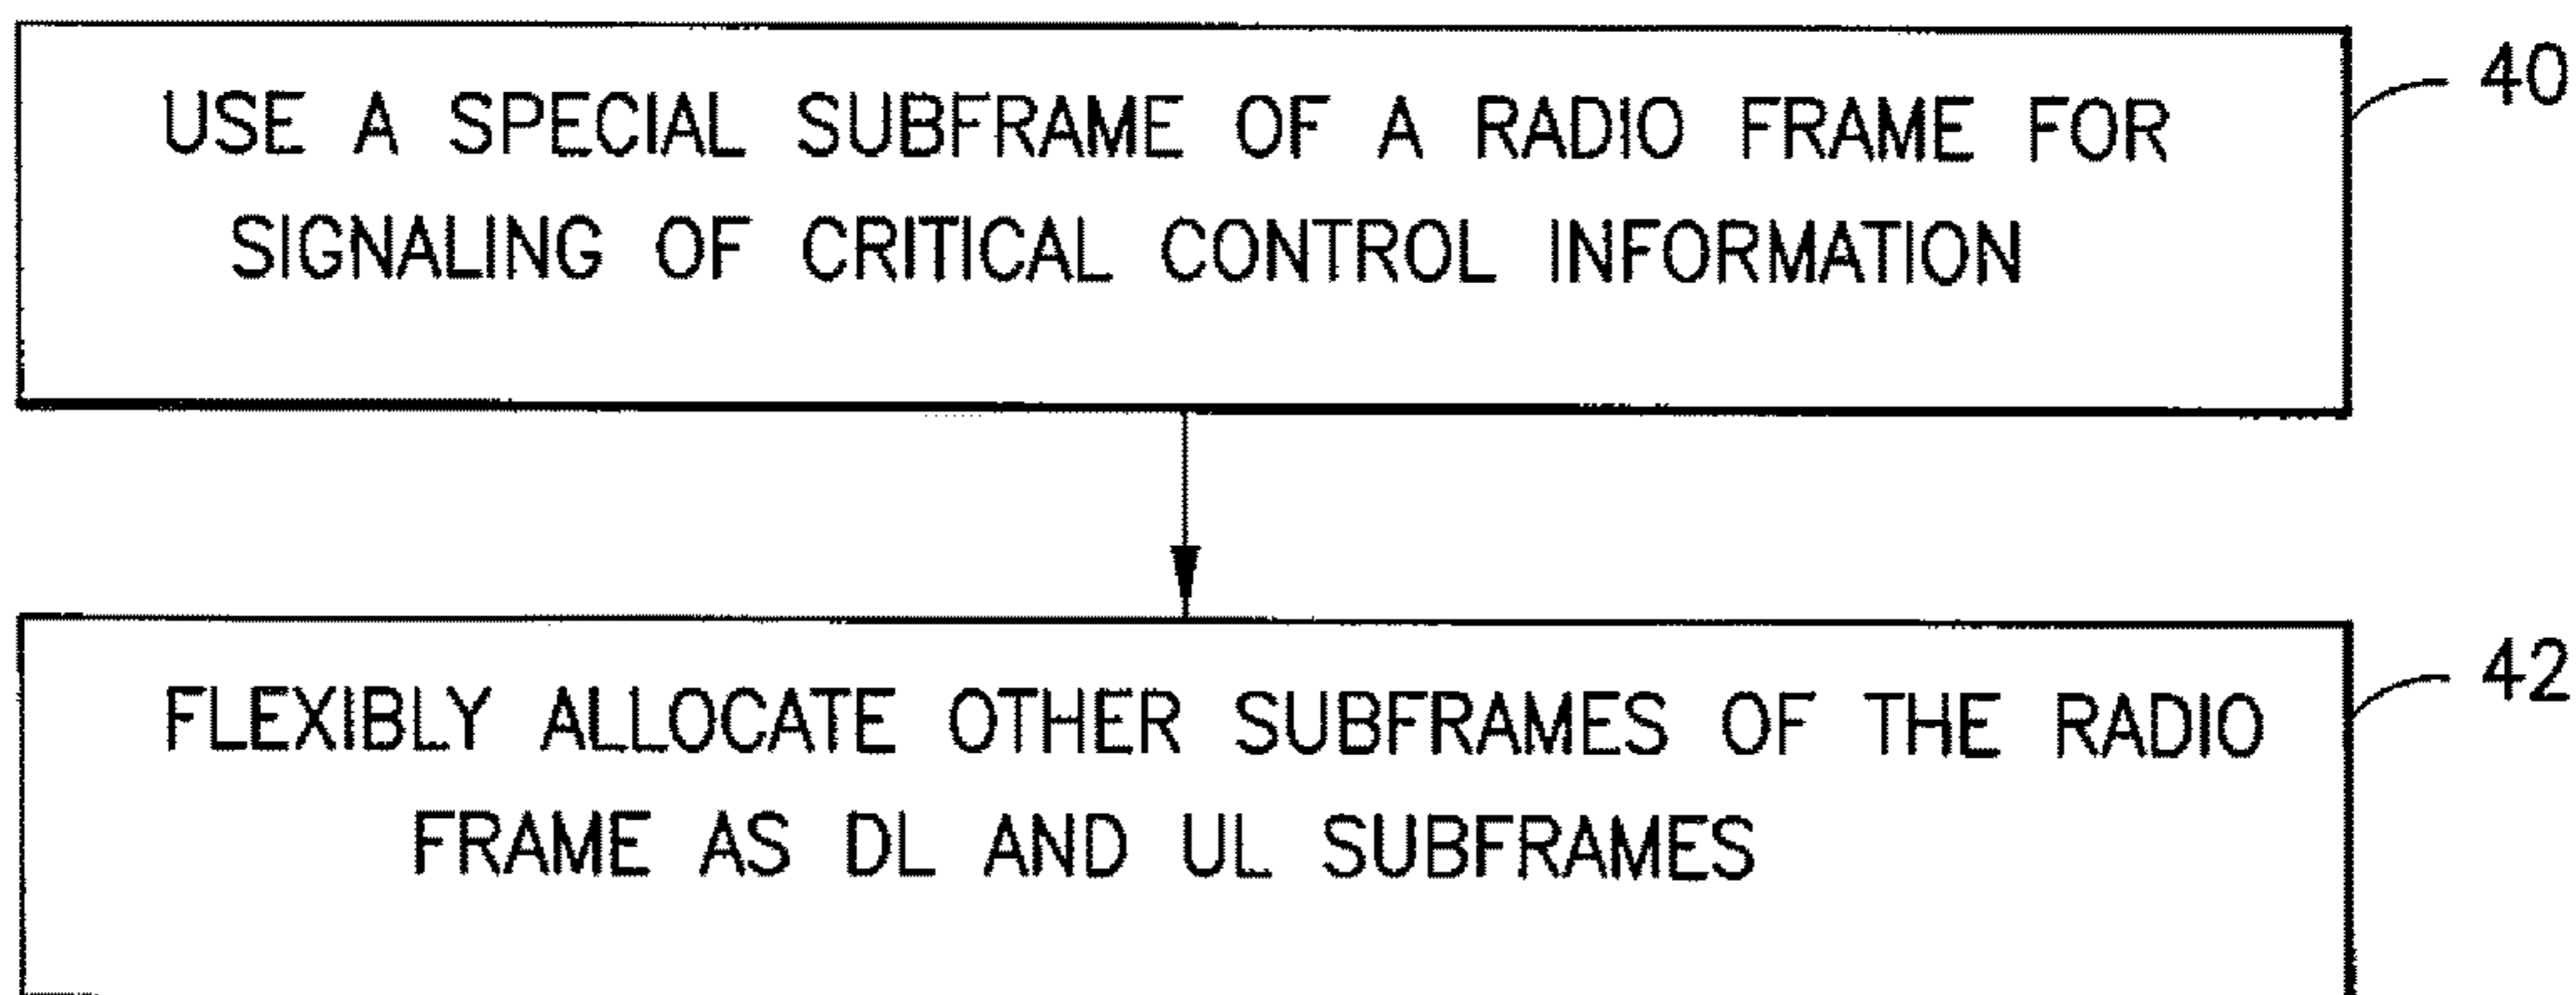 USE A SPECIAL SUBFRAME OF A RADIO FRAME FOR
SIGNALING OF CRITICAL CONTROL INFORMATION
40
FLEXIBLY ALLOCATE OTHER SUBFRAMES OF THE RADIO
FRAME AS DL AND UL SUBFRAMES
42